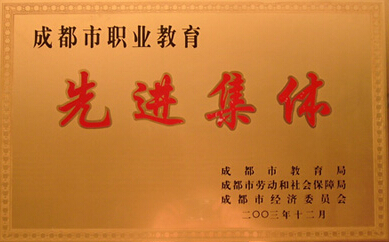 成都市职业教育
先进集体
成都市教育局
成都市劳动和社会保障局
成都市经济委员会
二〇〇三年十二月